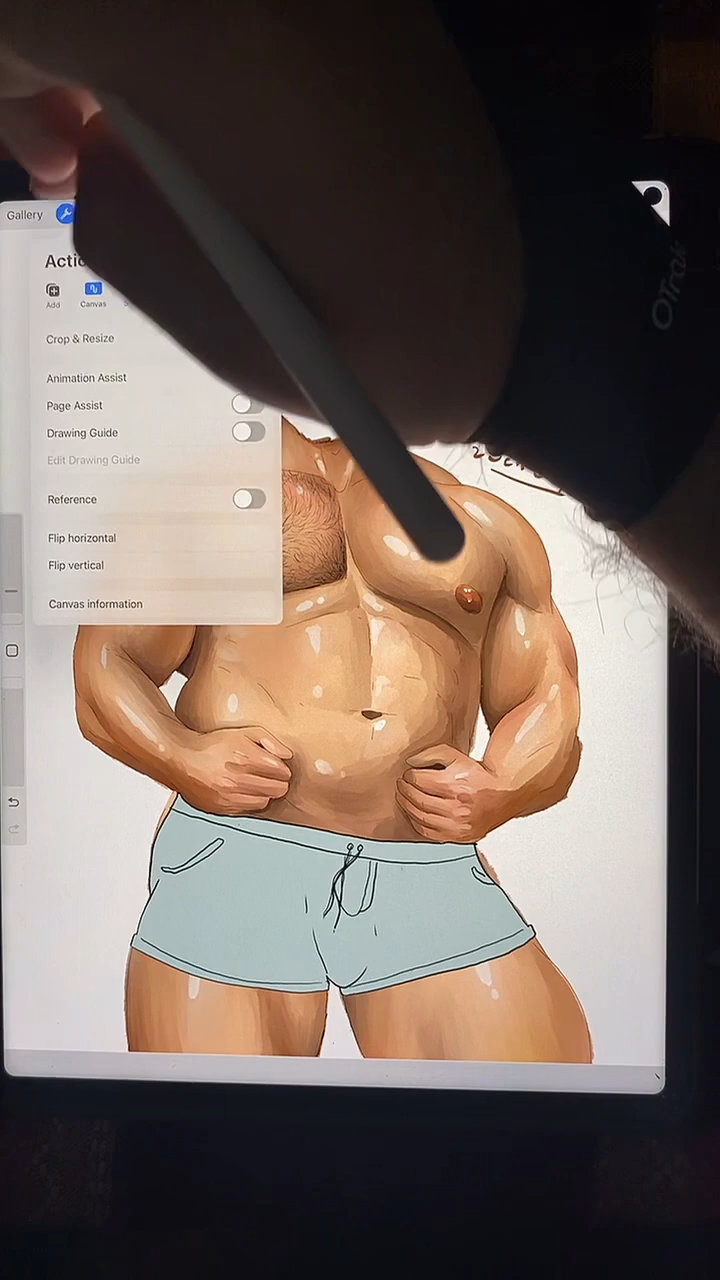 Gallery
Actio
Add
Canvas
S
Crop & Resize
Animation Assist
Page Assist
Drawing Guide
Edit Drawing Guide
Reference
Flip horizontal
Flip vertical
Canvas information